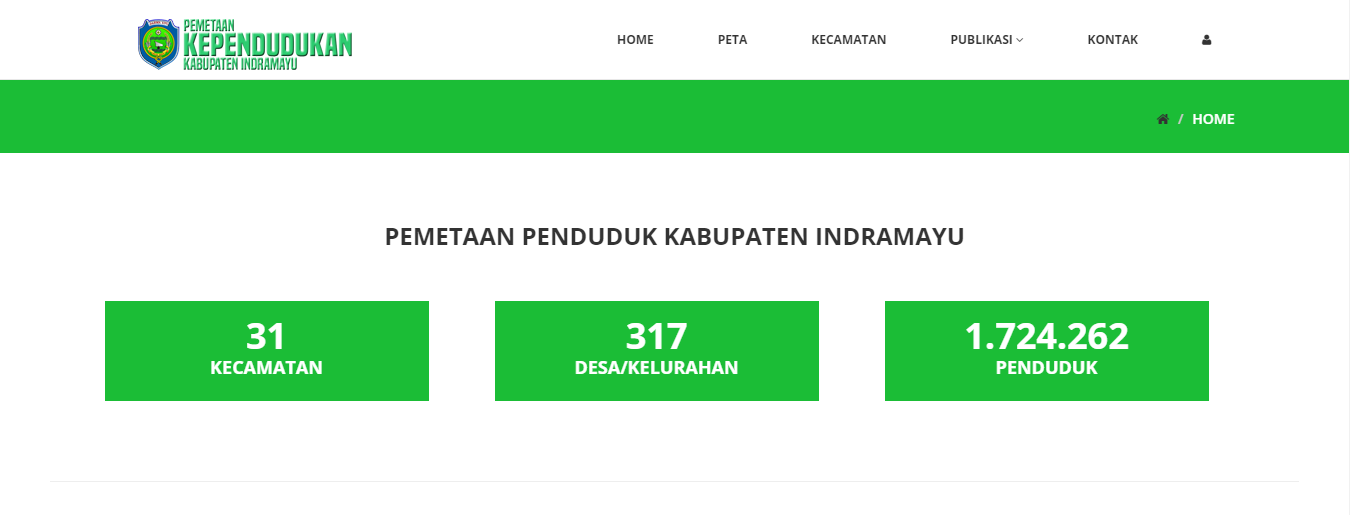 PEMETAAN
KEPENDUDUKAN
KABUPATEN INDRAMAYU
HOME PETA KECAMATAN PUBLIKASI KONTAK
/ HOME
PEMETAAN PENDUDUK KABUPATEN INDRAMAYU
31 317 1.724.262
KECAMATAN DESA/KELURAHAN PENDUDUK